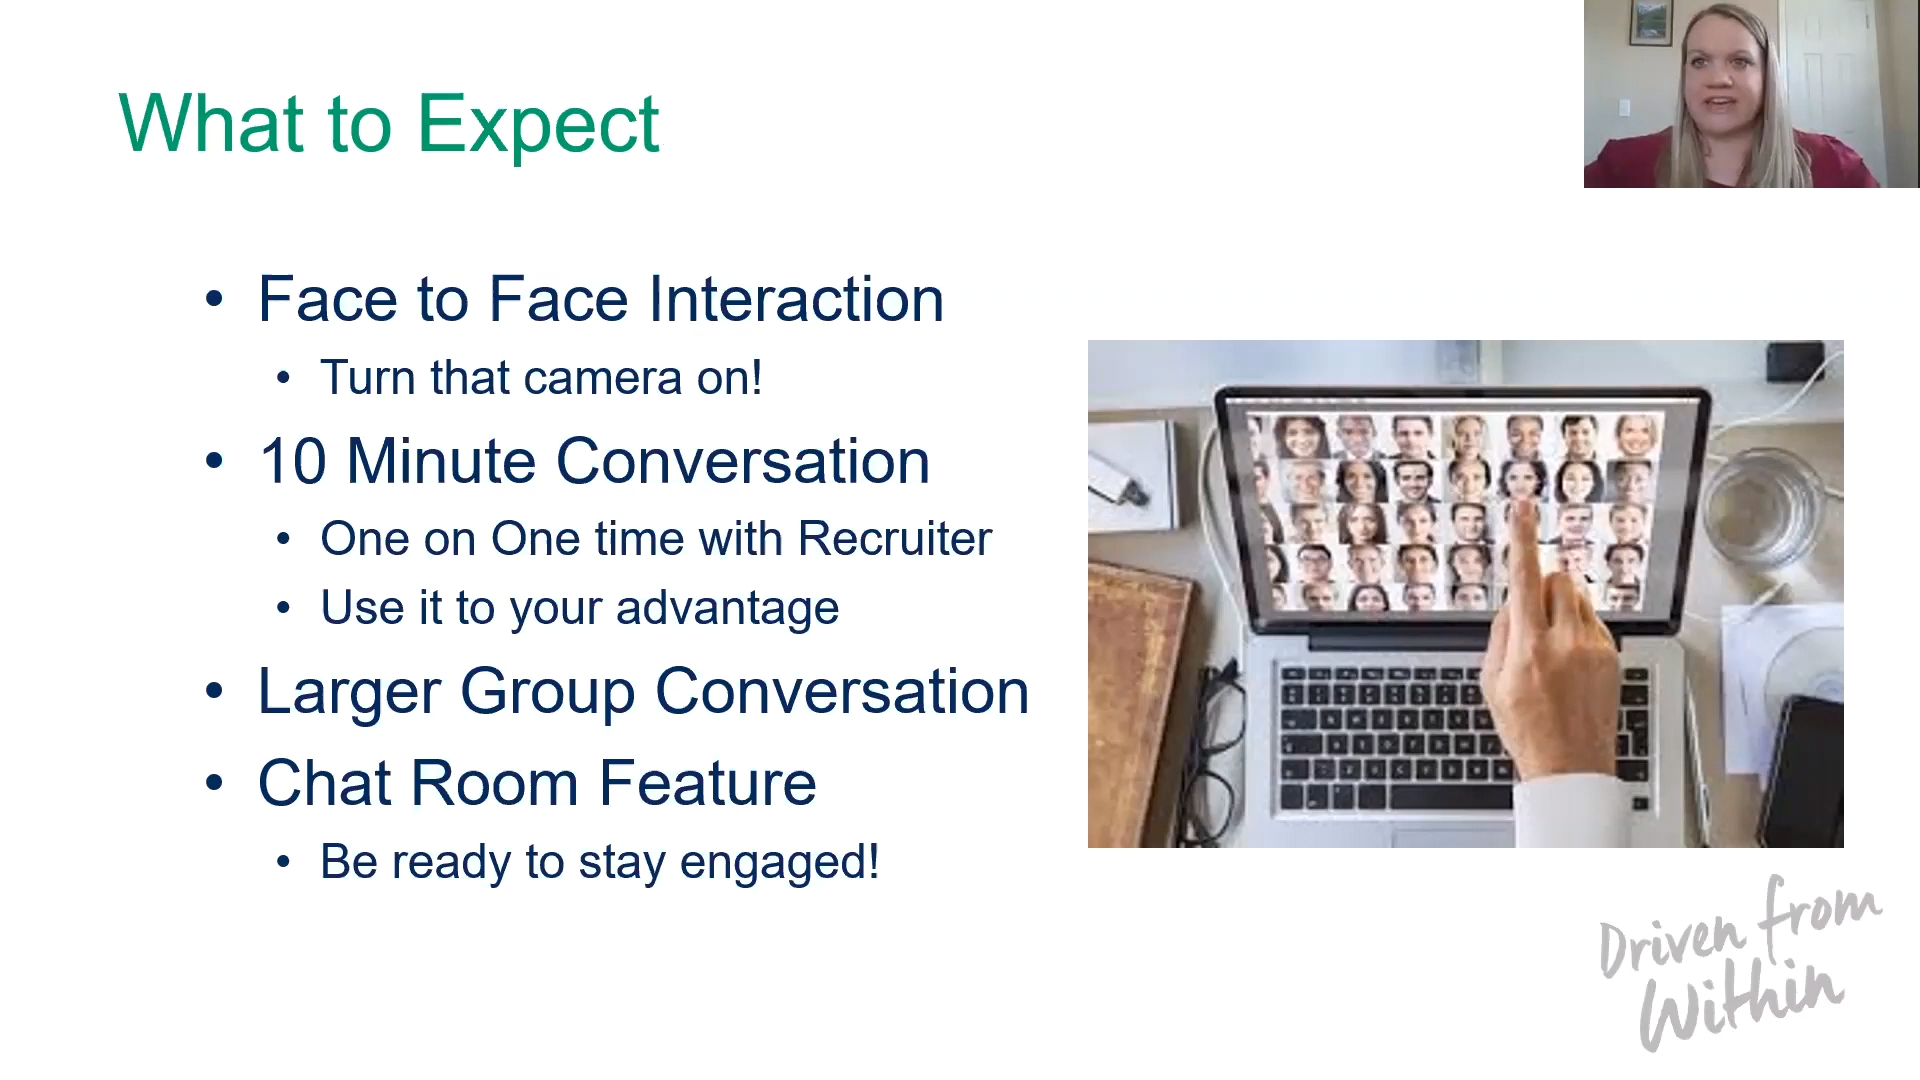 What to Expect
• Face to Face Interaction
• Turn that camera on!
• 10 Minute Conversation
• One on One time with Recruiter
• Use it to your advantage
• Larger Group Conversation
• Chat Room Feature
• Be ready to stay engaged!
Driven from
Within